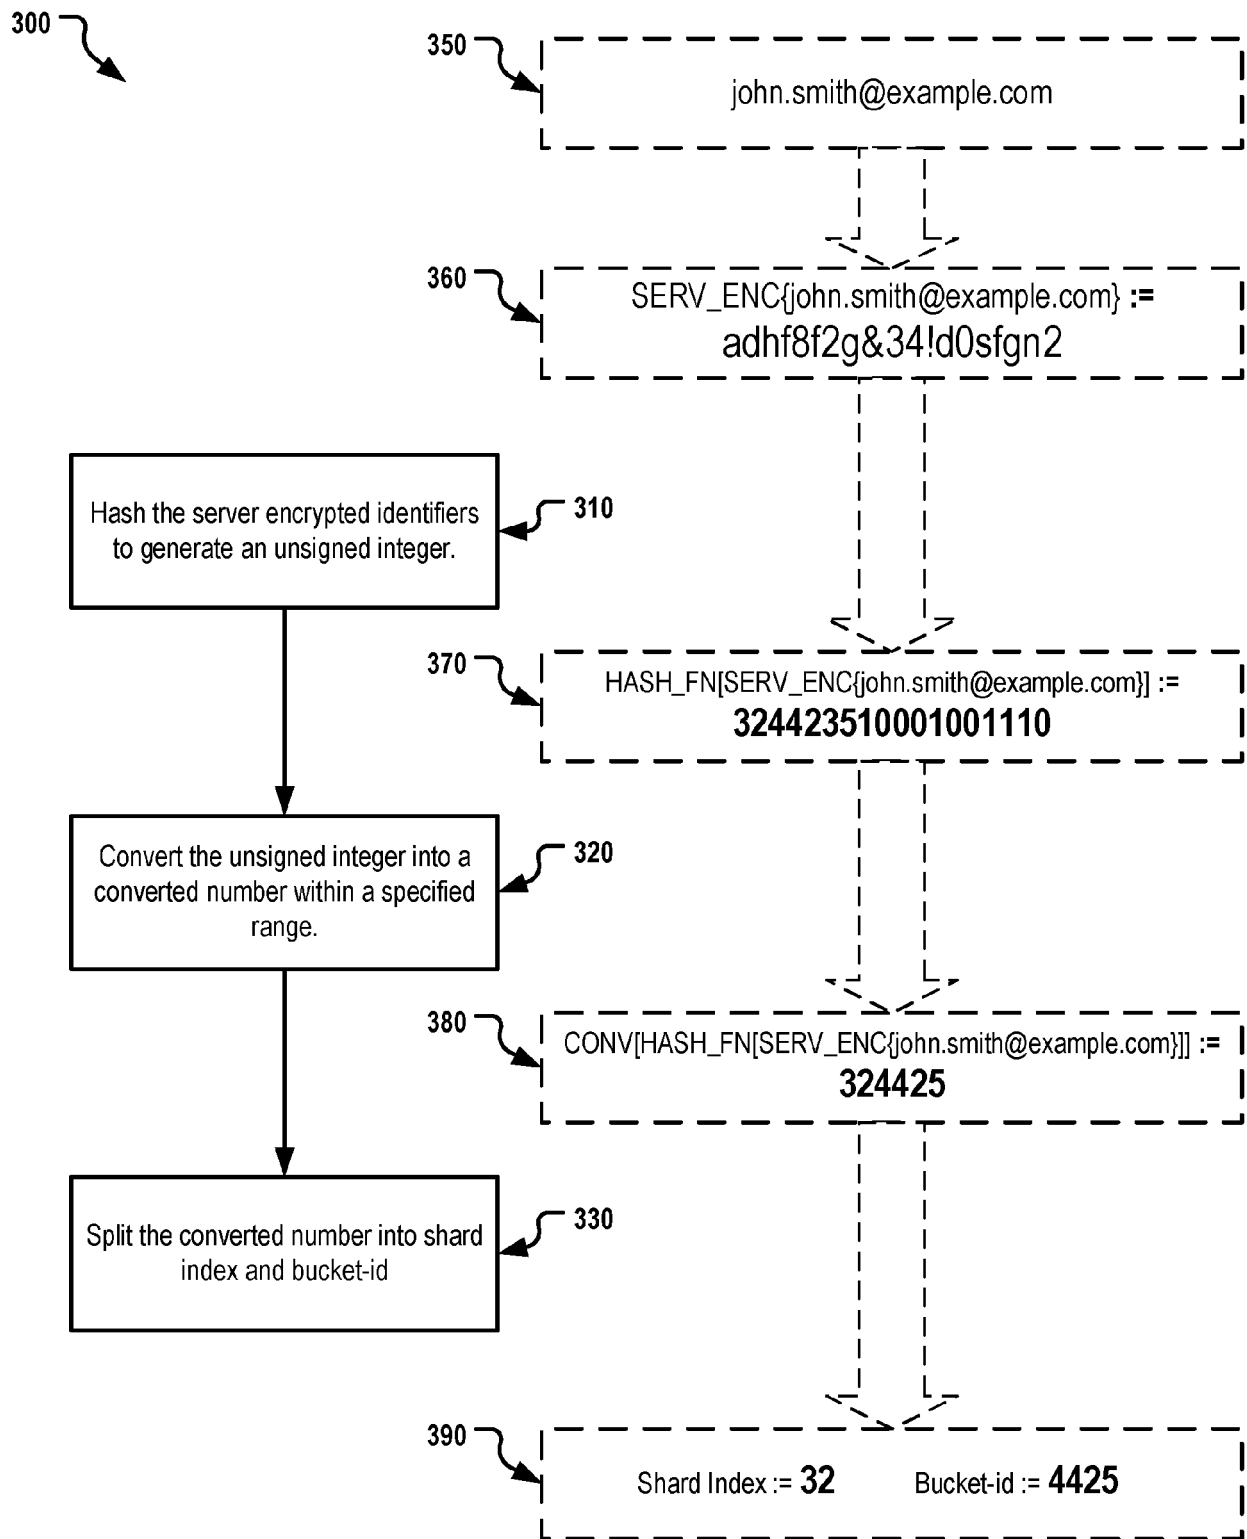 300
350
john.smith@example.com
360
SERV_ENC{john.smith@example.com} :=
adhf8f2g&34!d0sfgn2
Hash the server encrypted identifiers
to generate an unsigned integer.
310
370
HASH_FN[SERV_ENC{john.smith@example.com}] :=
324423510001001110
Convert the unsigned integer into a
converted number within a specified
range.
320
380
CONV[HASH_FN[SERV_ENC{john.smith@example.com}]] :=
324425
Split the converted number into shard
index and bucket-id
330
390
Shard Index := 32 Bucket-id := 4425